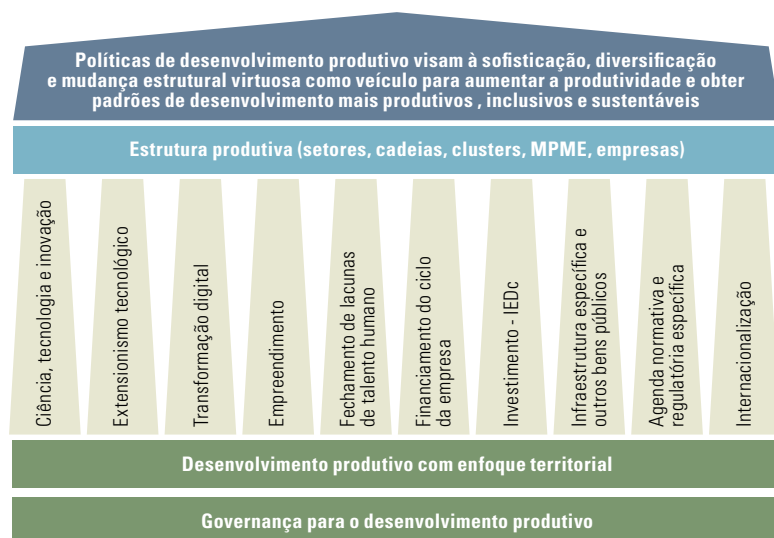 Políticas de desenvolvimento produtivo visam à sofisticação, diversificação
e mudança estrutural virtuosa como veículo para aumentar a produtividade e obter
padrões de desenvolvimento mais produtivos , inclusivos e sustentáveis
Estrutura produtiva (setores, cadeias, clusters, MPME, empresas)
Ciência, tecnologia e inovação
Extensionismo tecnológico
Transformação digital
Empreendimento
Fechamento de lacunas
de talento humano
Financiamento do ciclo
da empresa
Investimento - IEDc
Infraestrutura específica e
outros bens públicos
Agenda normativa e
regulatória específica
Internacionalização
Desenvolvimento produtivo com enfoque territorial
Governança para o desenvolvimento produtivo